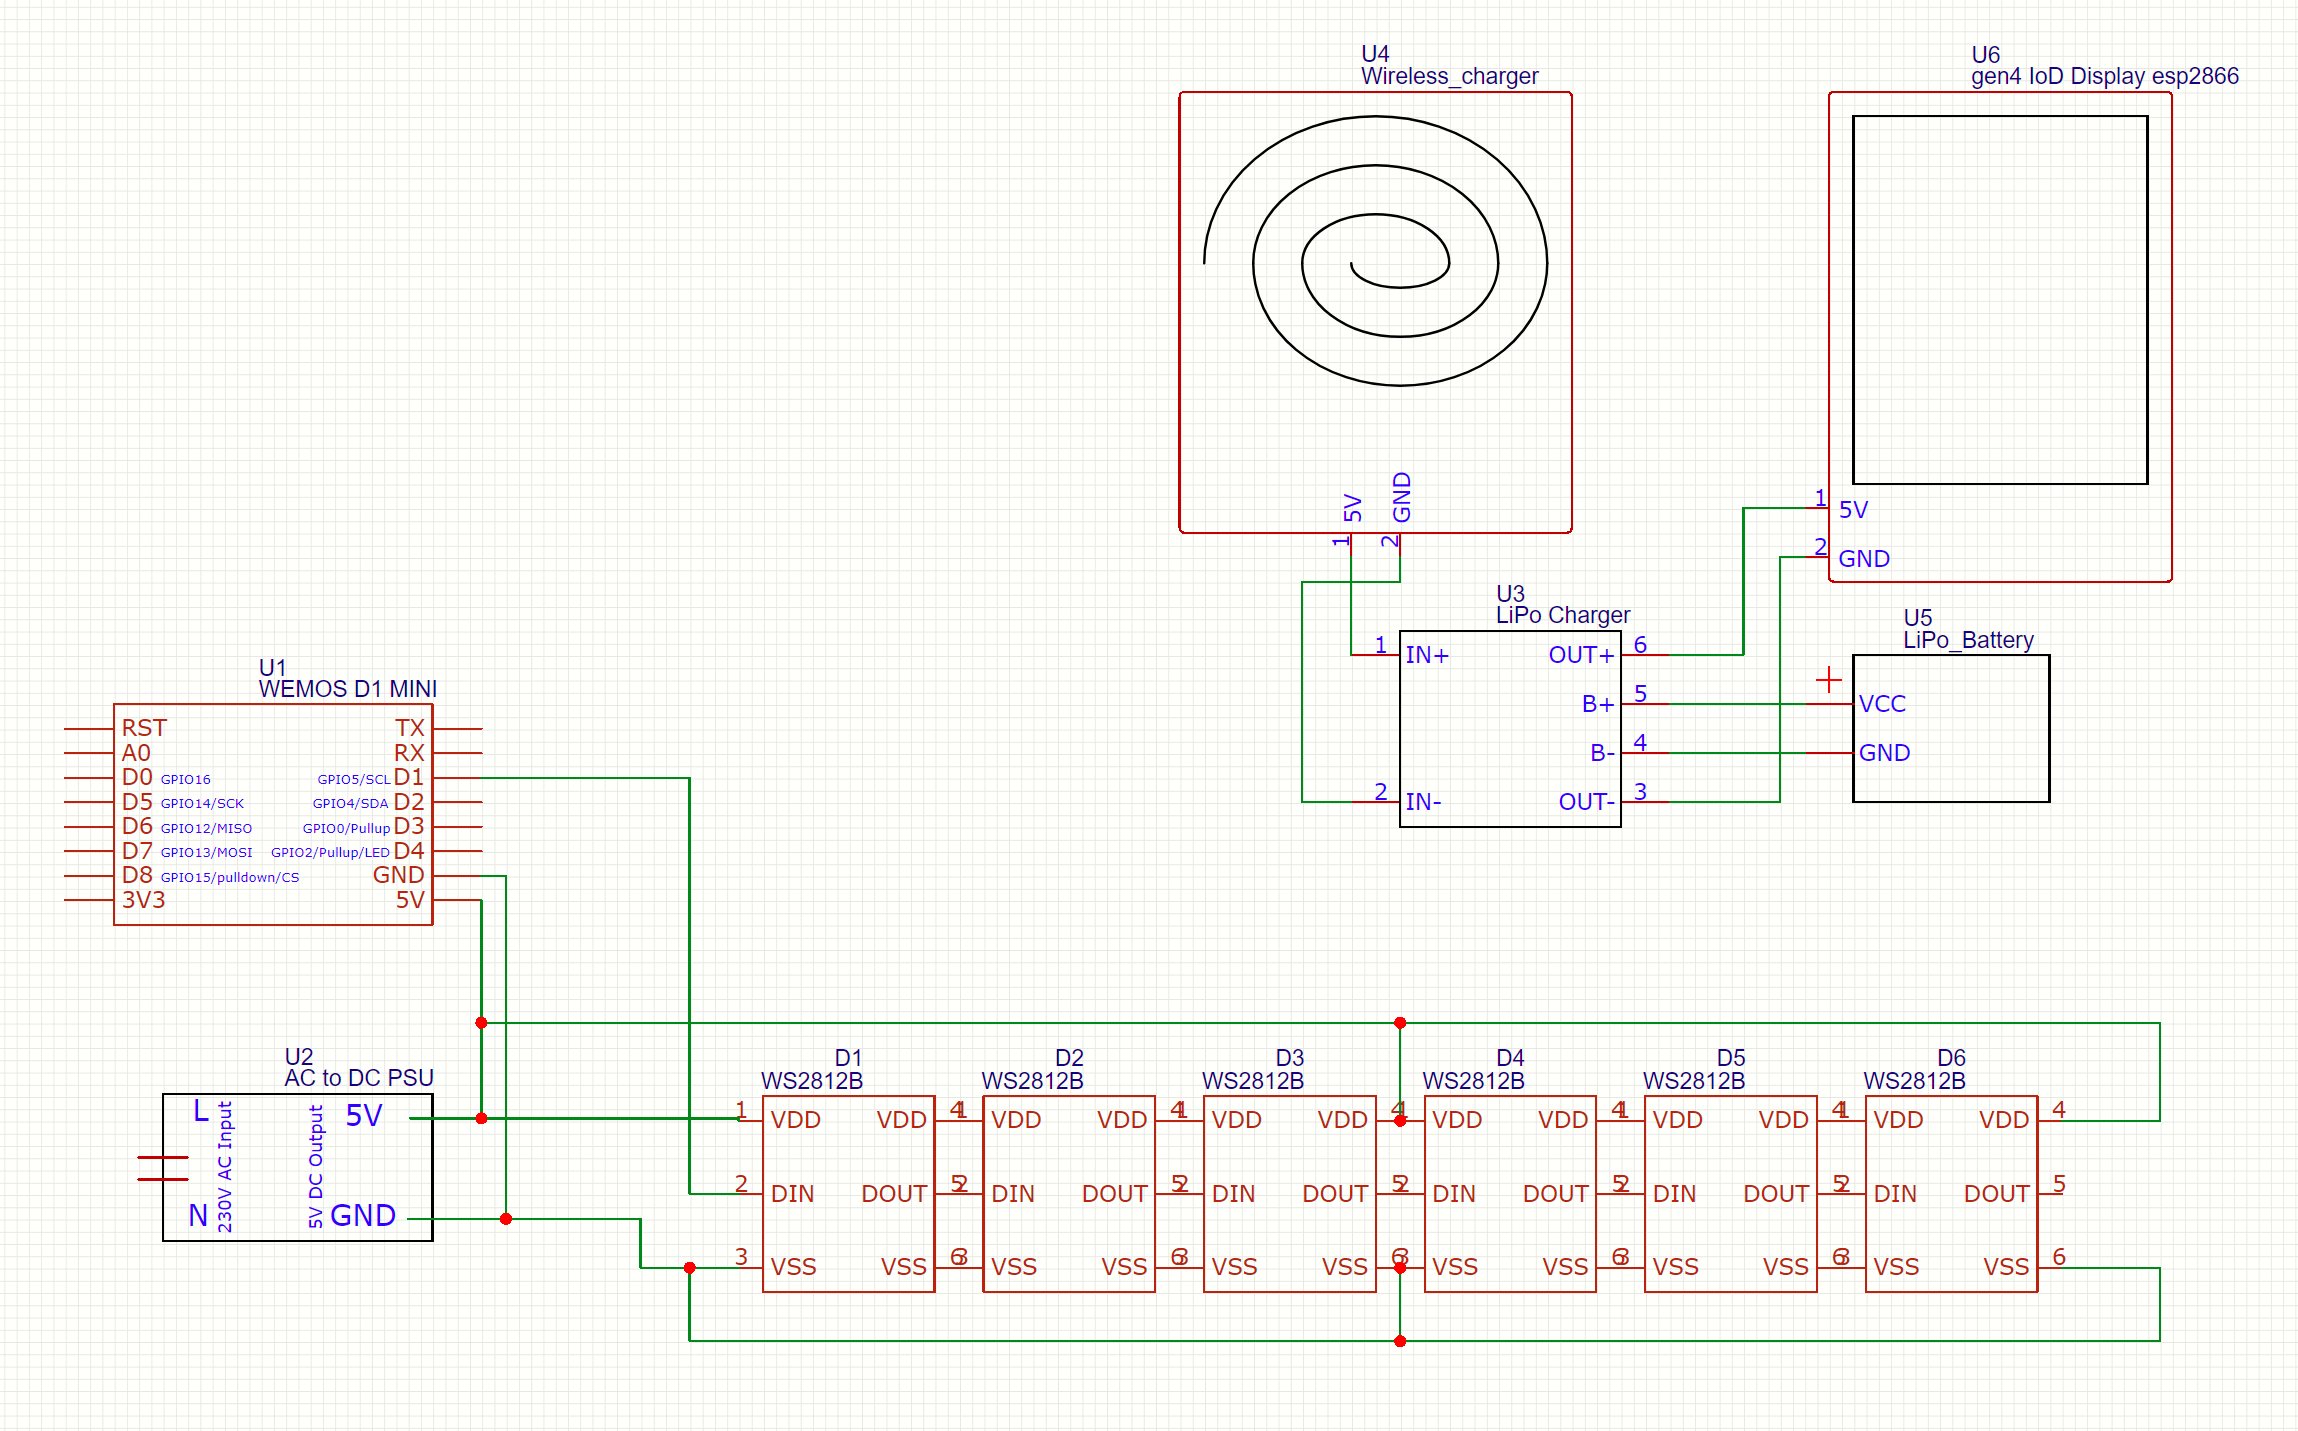 U4
Wireless_charger
5V
GND
1
2
U6
gen4 IoD Display esp2866
1
5V
2
GND
U3
LiPo Charger
1
IN+
OUT+
6
B+
5
B-
4
2
IN-
OUT-
3
U5
LiPo_Battery
VCC
GND
U1
WEMOS D1 MINI
RST
TX
A0
RX
D0 GPIO16
GPIO5/SCL D1
D5 GPIO14/SCK
GPIO4/SDA D2
D6 GPIO12/MISO
GPIO0/Pullup D3
D7 GPIO13/MOSI
GPIO2/Pullup/LED D4
D8 GPIO15/pulldown/CS
GND
3V3
5V
U2
AC to DC PSU
L
N
230V AC Input
5V DC Output
5V
GND
D1
WS2812B
1 VDD VDD 4
2 DIN DOUT 5
3 VSS VSS 6
D2
WS2812B
1 VDD VDD 4
2 DIN DOUT 5
3 VSS VSS 6
D3
WS2812B
1 VDD VDD 4
2 DIN DOUT 5
3 VSS VSS 6
D4
WS2812B
1 VDD VDD 4
2 DIN DOUT 5
3 VSS VSS 6
D5
WS2812B
1 VDD VDD 4
2 DIN DOUT 5
3 VSS VSS 6
D6
WS2812B
1 VDD VDD 4
2 DIN DOUT 5
3 VSS VSS 6